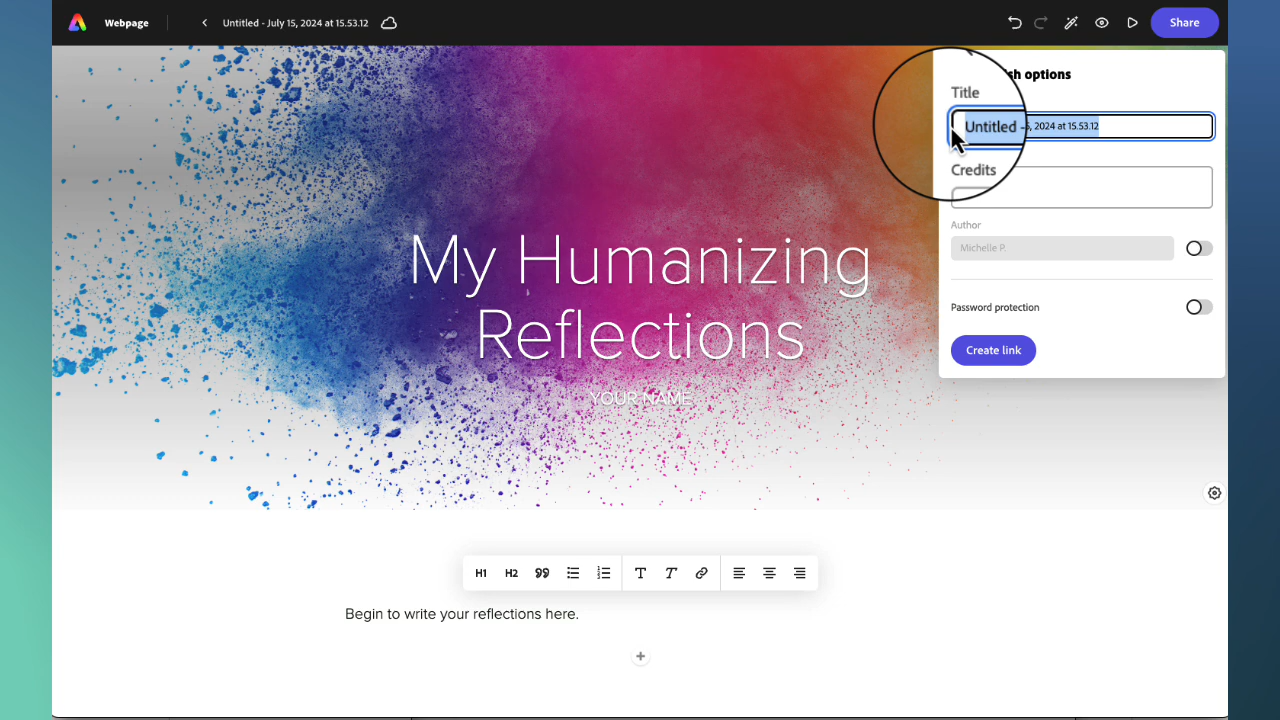 Webpage
Untitled - July 15, 2024 at 15.53.12
Share
options
Title
Untitled - 5, 2024 at 15.53.12
Credits
Author
Michelle P.
Password protection
Create link
My Humanizing
Reflections
YOUR NAME
H1 H2
Begin to write your reflections here.